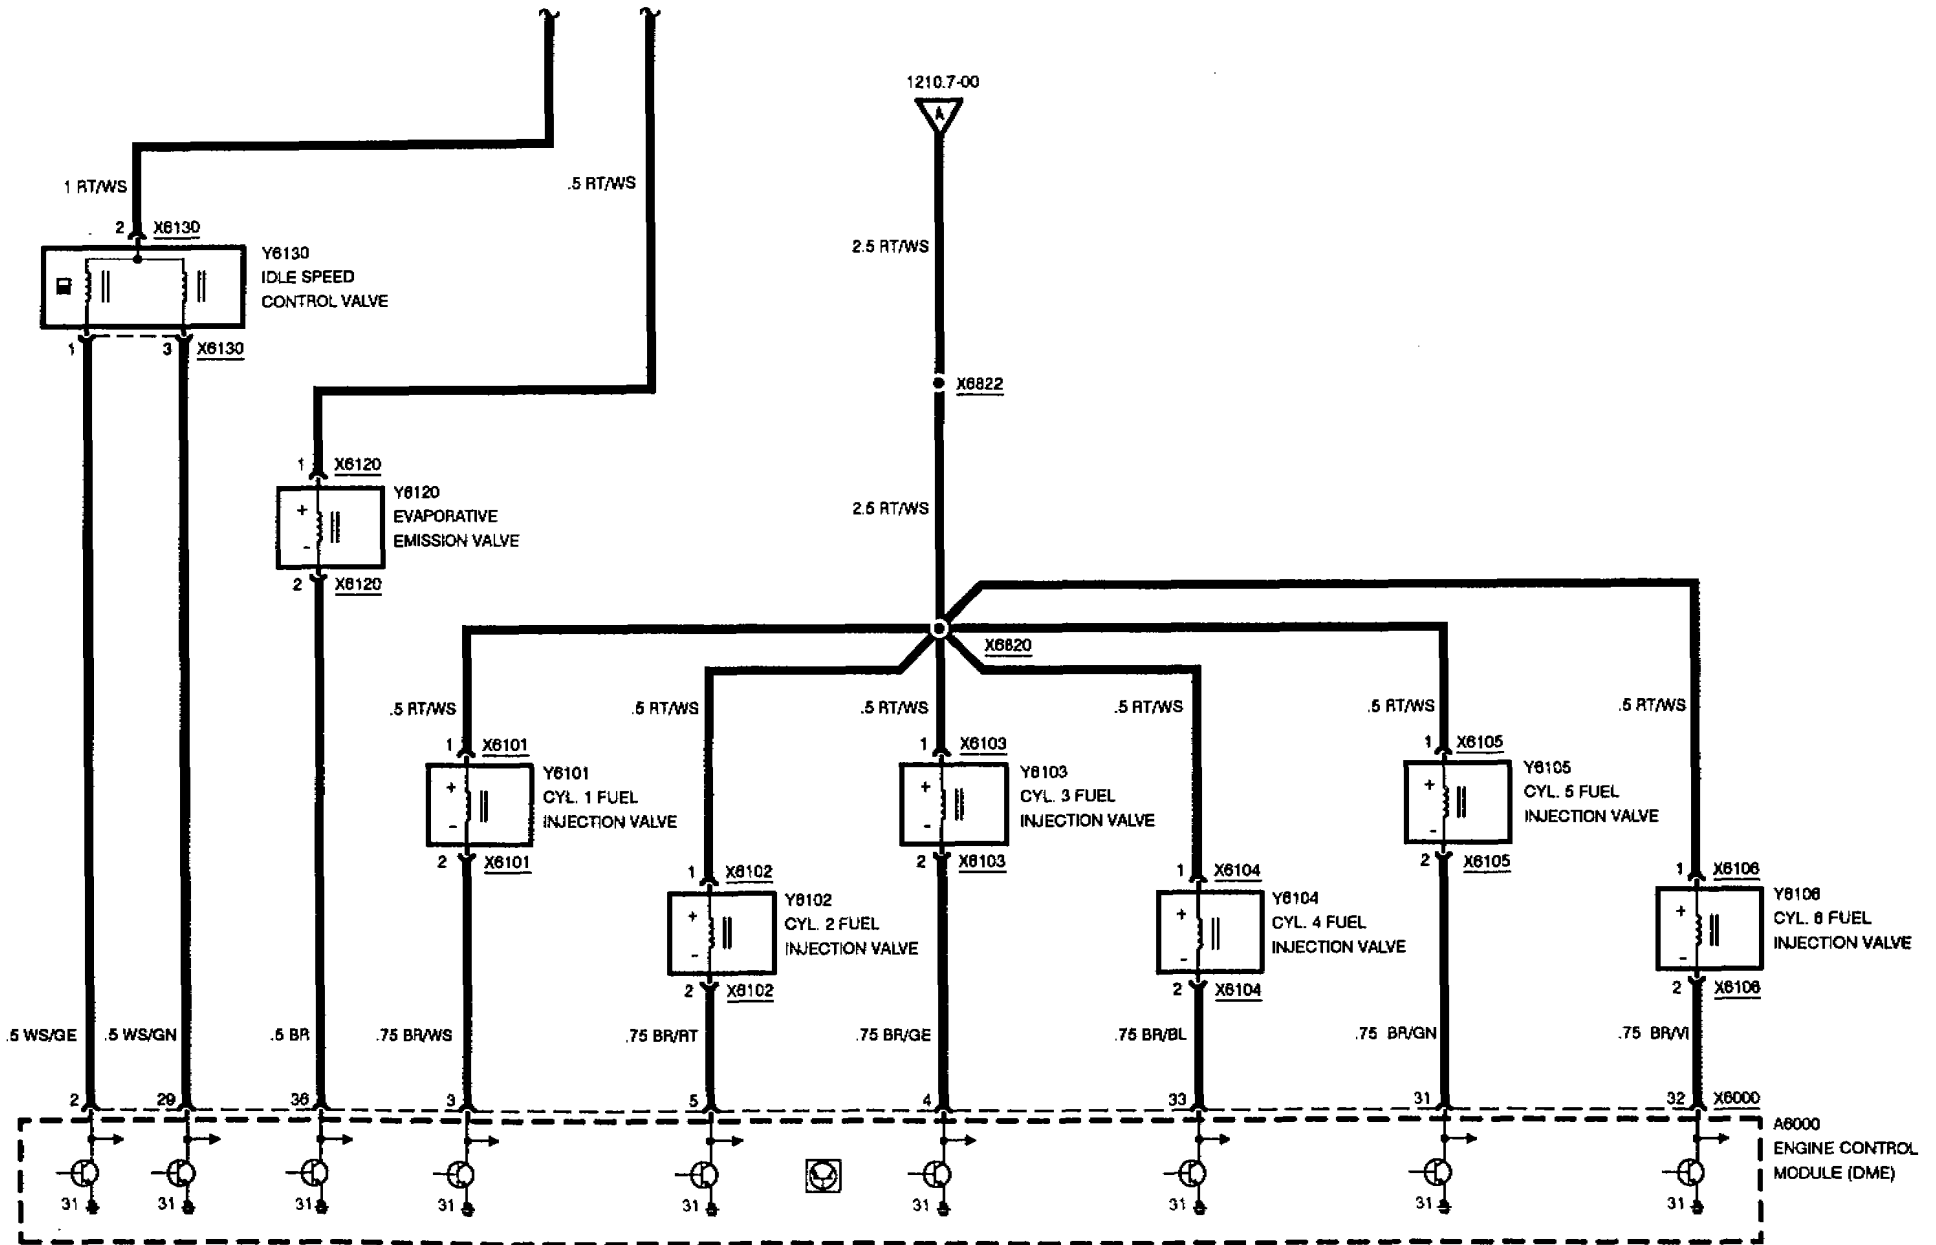 1210.7-00
A
1 RT/WS
.5 RT/WS
2 X6130
2.5 RT/WS
Y6130
IDLE SPEED
CONTROL VALVE
1 3 X6130
X6822
1 X6120
Y6120
EVAPORATIVE
EMISSION VALVE
+
-
2.5 RT/WS
2 X6120
X6820
.5 RT/WS .5 RT/WS .5 RT/WS .5 RT/WS .5 RT/WS .5 RT/WS
1 X6101 1 X6103 1 X6105
Y6101
CYL. 1 FUEL
INJECTION VALVE
+
-
Y6103
CYL. 3 FUEL
INJECTION VALVE
+
-
Y6105
CYL. 5 FUEL
INJECTION VALVE
+
-
2 X6101 2 X6103 2 X6105
1 X6102 1 X6104 1 X6106
Y6102
CYL. 2 FUEL
INJECTION VALVE
+
-
Y6104
CYL. 4 FUEL
INJECTION VALVE
+
-
Y6106
CYL. 6 FUEL
INJECTION VALVE
+
-
2 X6102 2 X6104 2 X6106
.5 WS/GE .5 WS/GN .5 BR .75 BR/WS .75 BR/RT .75 BR/GE .75 BR/BL .75 BR/GN .75 BR/VI
2 29 36 3 5 4 33 31 32 X6000
A6000
ENGINE CONTROL
MODULE (DME)
31 31 31 31 31 31 31 31 31